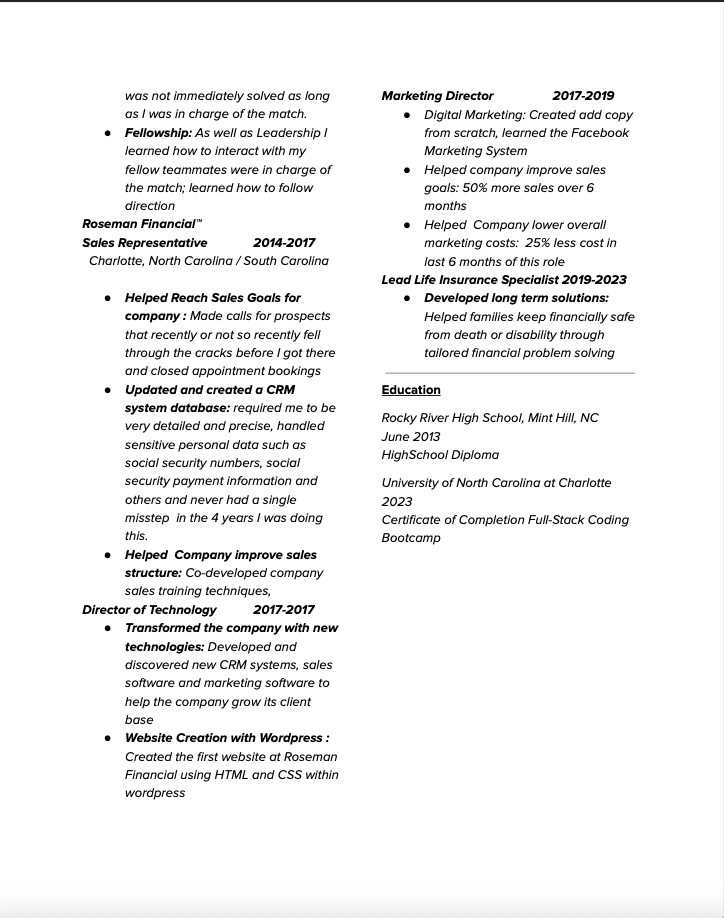 was not immediately solved as long
as I was in charge of the match.
● Fellowship: As well as Leadership I
learned how to interact with my
fellow teammates were in charge of
the match; learned how to follow
direction
Roseman Financial™
Sales Representative 2014-2017
Charlotte, North Carolina / South Carolina
● Helped Reach Sales Goals for
company : Made calls for prospects
that recently or not so recently fell
through the cracks before I got there
and closed appointment bookings
● Updated and created a CRM
system database: required me to be
very detailed and precise, handled
sensitive personal data such as
social security numbers, social
security payment information and
others and never had a single
misstep  in the 4 years I was doing
this.
● Helped  Company improve sales
structure: Co-developed company
sales training techniques,
Director of Technology 2017-2017
● Transformed the company with new
technologies: Developed and
discovered new CRM systems, sales
software and marketing software to
help the company grow its client
base
● Website Creation with Wordpress :
Created the first website at Roseman
Financial using HTML and CSS within
wordpress
Marketing Director 2017-2019
● Digital Marketing: Created add copy
from scratch, learned the Facebook
Marketing System
● Helped company improve sales
goals: 50% more sales over 6
months
● Helped  Company lower overall
marketing costs:  25% less cost in
last 6 months of this role
Lead Life Insurance Specialist 2019-2023
● Developed long term solutions:
Helped families keep financially safe
from death or disability through
tailored financial problem solving
Education
Rocky River High School, Mint Hill, NC
June 2013
HighSchool Diploma
University of North Carolina at Charlotte
2023
Certificate of Completion Full-Stack Coding
Bootcamp